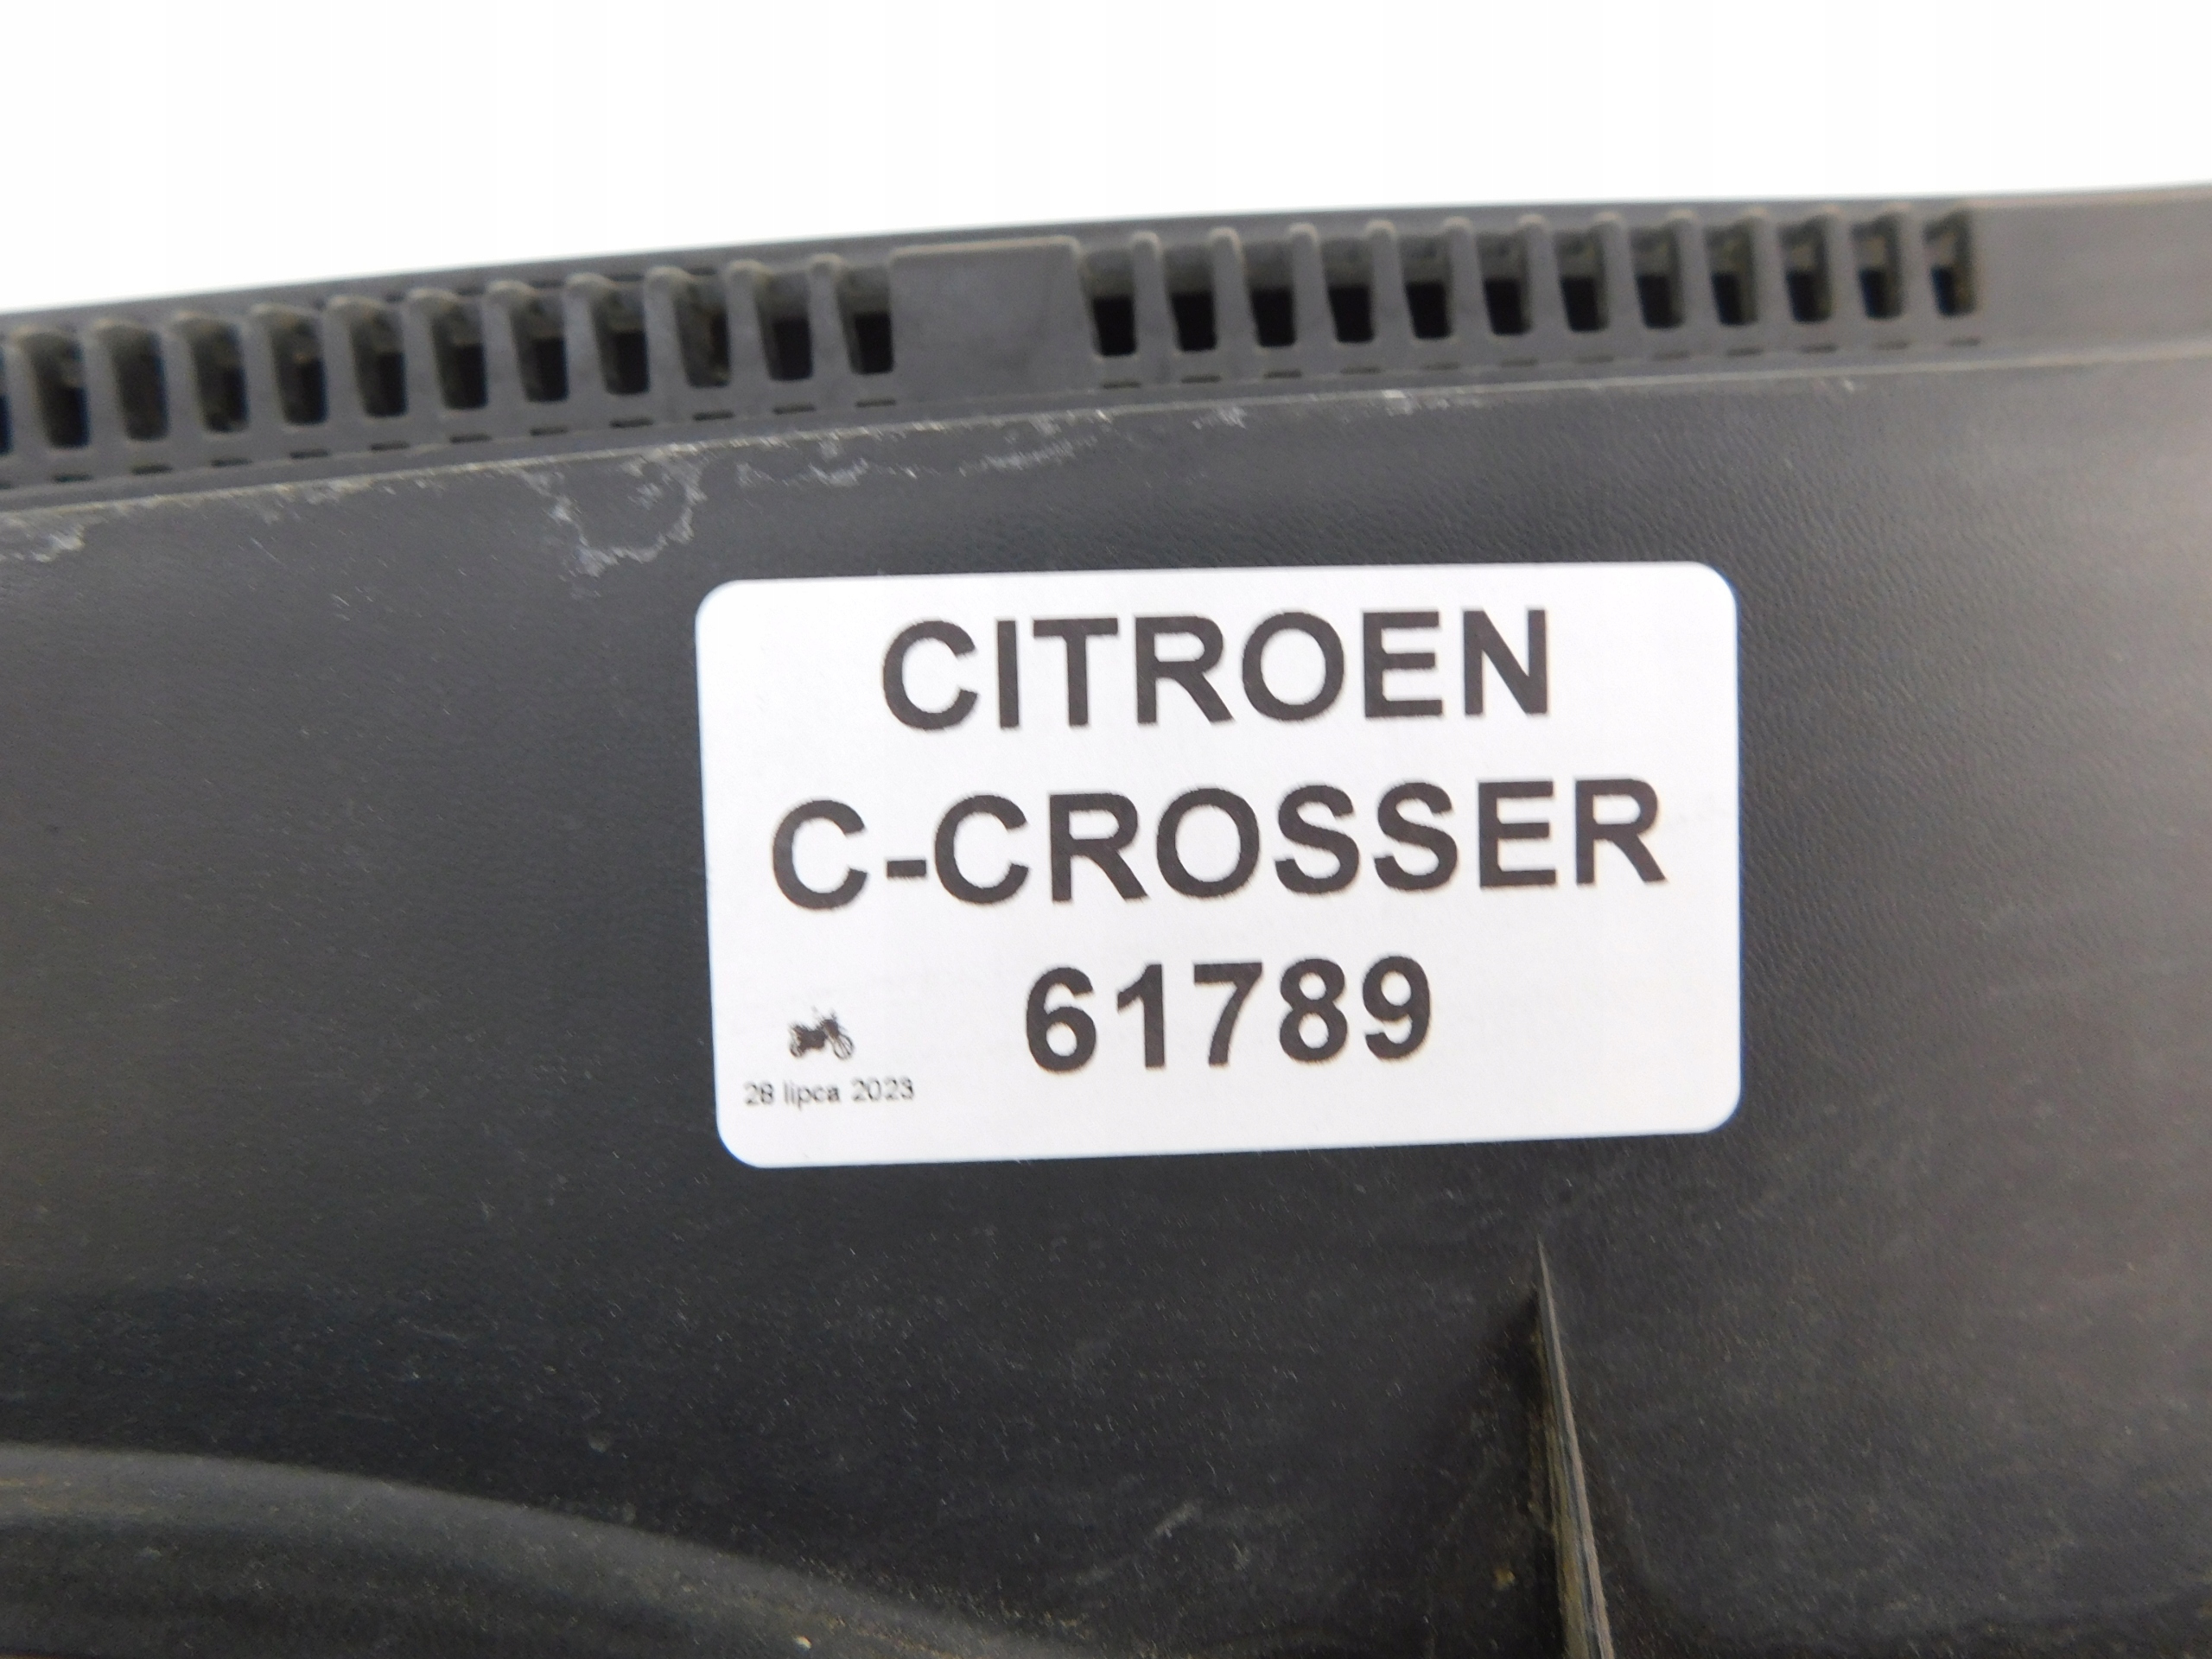 CITROEN
C-CROSSER
61789
28 lipca 2023